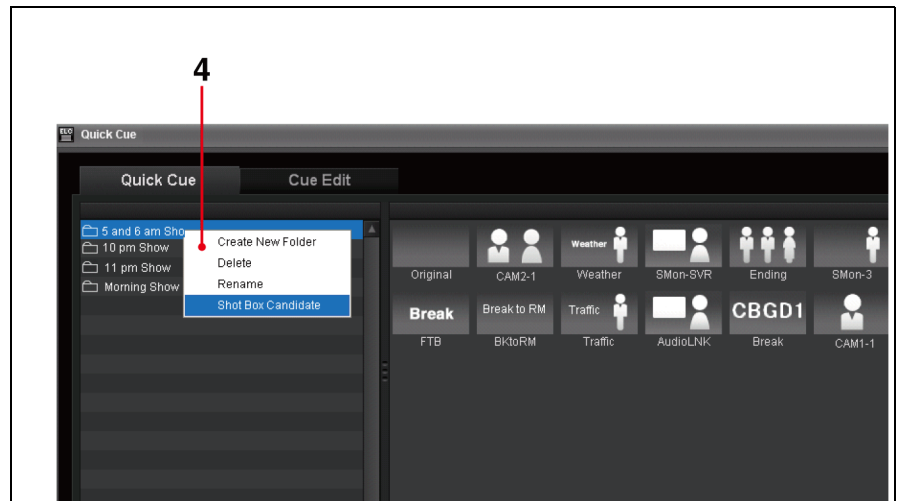 4
ELC
Quick Cue
Quick Cue
Cue Edit
5 and 6 am Sho
10 pm Show
11 pm Show
Morning Show
Create New Folder
Delete
Rename
Shot Box Candidate
Weather
Original
CAM2-1
Weather
SMon-SVR
Ending
SMon-3
Break
Break to RM
Traffic
CBGD1
FTB
BKtoRM
Traffic
AudioLNK
Break
CAM1-1